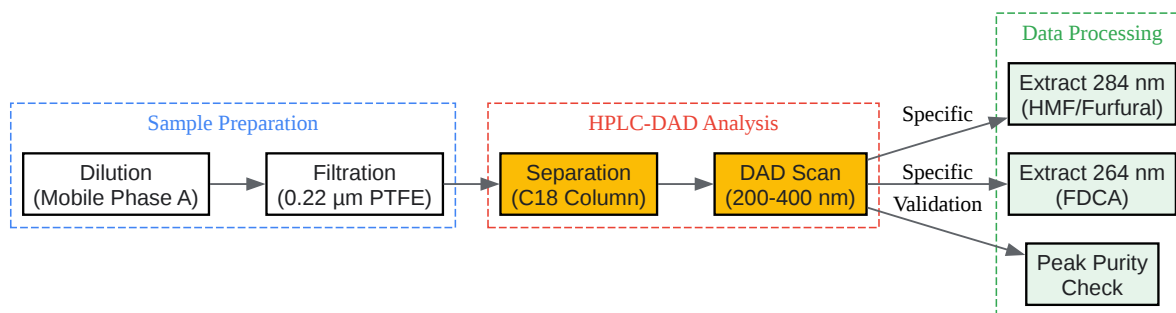 Sample Preparation
Dilution
(Mobile Phase A)
Filtration
(0.22 µm PTFE)
HPLC-DAD Analysis
Separation
(C18 Column)
DAD Scan
(200-400 nm)
Specific
Specific
Validation
Data Processing
Extract 284 nm
(HMF/Furfural)
Extract 264 nm
(FDCA)
Peak Purity
Check